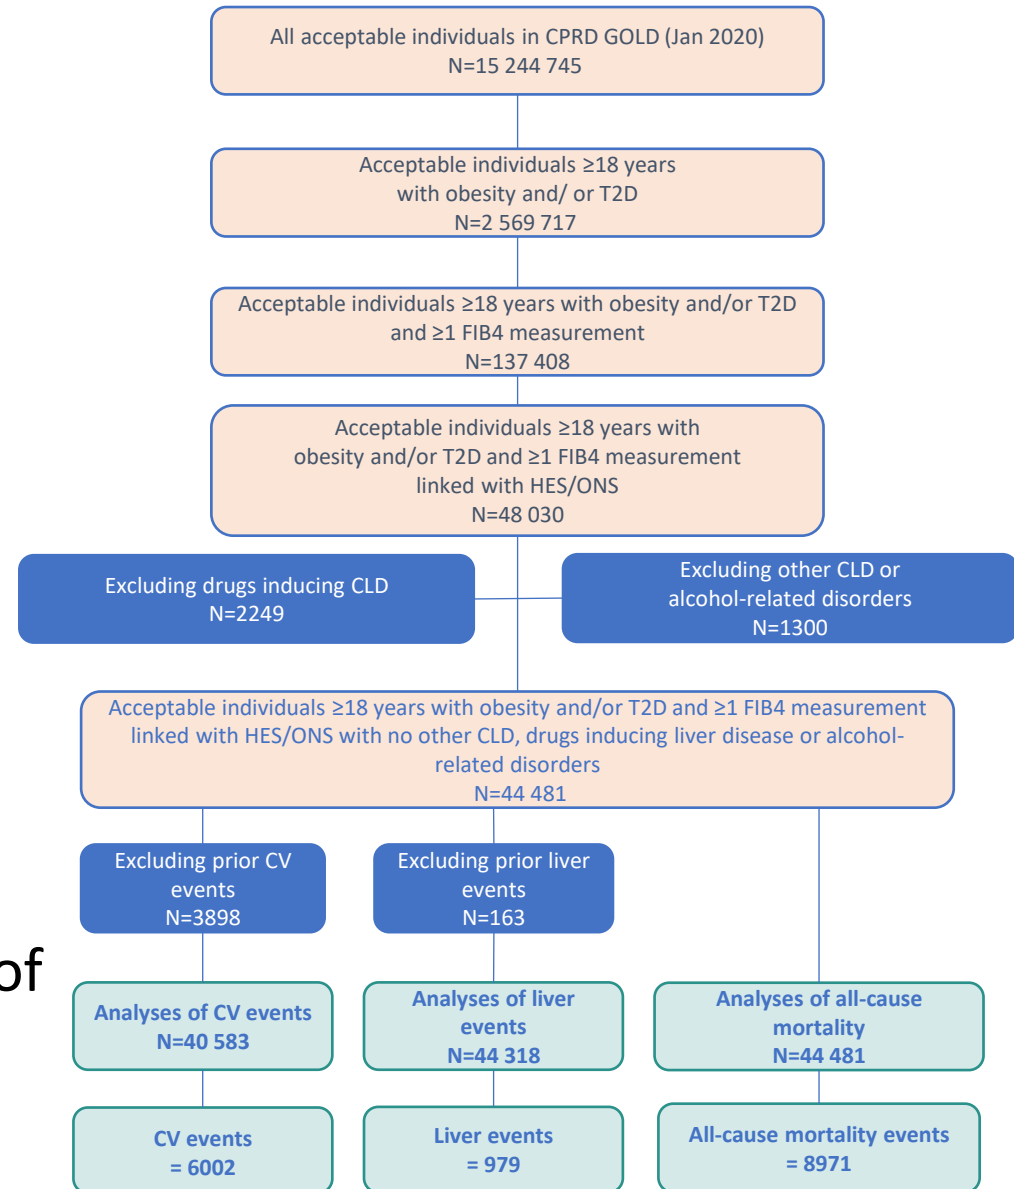 All acceptable individuals in CPRD GOLD (Jan 2020)
N=15 244 745
Acceptable individuals ≥18 years
with obesity and/ or T2D
N=2 569 717
Acceptable individuals ≥18 years with obesity and/or T2D
and ≥1 FIB4 measurement
N=137 408
Acceptable individuals ≥18 years with
obesity and/or T2D and ≥1 FIB4 measurement
linked with HES/ONS
N=48 030
Excluding drugs inducing CLD
N=2249
Excluding other CLD or
alcohol-related disorders
N=1300
Acceptable individuals ≥18 years with obesity and/or T2D and ≥1 FIB4 measurement
linked with HES/ONS with no other CLD, drugs inducing liver disease or alcohol-
related disorders
N=44 481
Excluding prior CV
events
N=3898
Excluding prior liver
events
N=163
of
Analyses of CV events
N=40 583
Analyses of liver
events
N=44 318
Analyses of all-cause
mortality
N=44 481
CV events
= 6002
Liver events
= 979
All-cause mortality events
= 8971